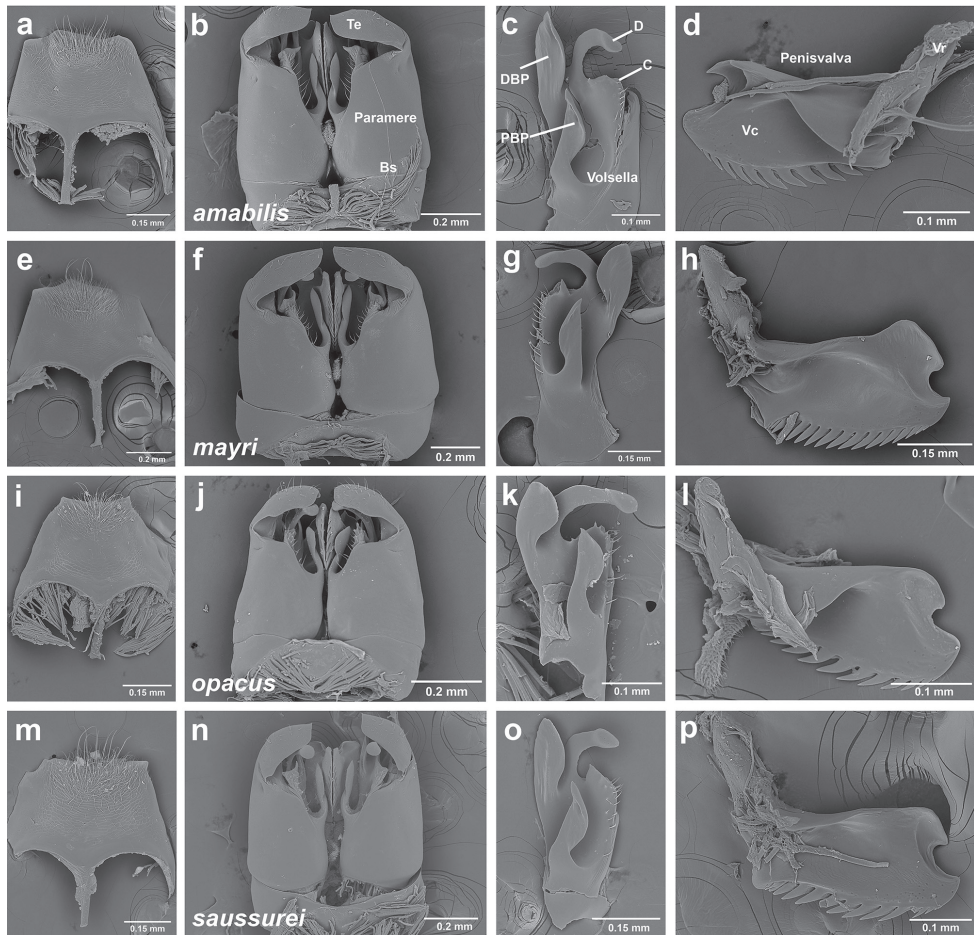 a
0.15 mm
b
Te
Paramere
Bs
amabilis
0.2 mm
c
D
C
DBP
PBP
Volsella
0.1 mm
d
Penisvalva
Vr
Vc
0.1 mm
e
0.2 mm
f
mayri
0.2 mm
g
0.15 mm
h
0.15 mm
i
0.15 mm
j
opacus
0.2 mm
k
0.1 mm
l
0.1 mm
m
0.15 mm
n
saussurei
0.2 mm
o
0.15 mm
p
0.1 mm